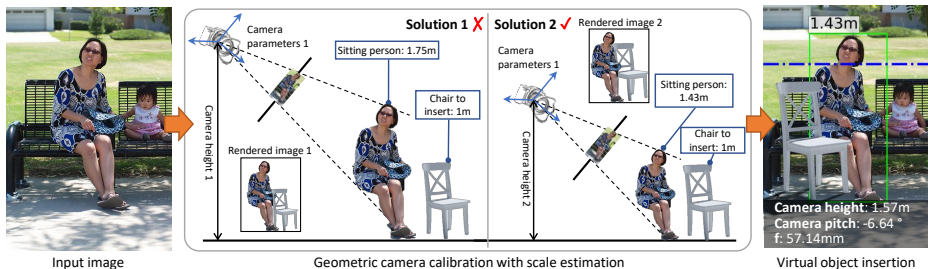 Solution 1 ✗
Camera
parameters 1
Sitting person: 1.75m
Chair to
insert: 1m
Camera height 1
Rendered image 1
Solution 2 ✓
Rendered image 2
Camera
parameters 1
Sitting person:
1.43m
Chair to
insert: 1m
Camera height 2
1.43m
Camera height: 1.57m
Camera pitch: -6.64 °
f: 57.14mm
Input image
Geometric camera calibration with scale estimation
Virtual object insertion